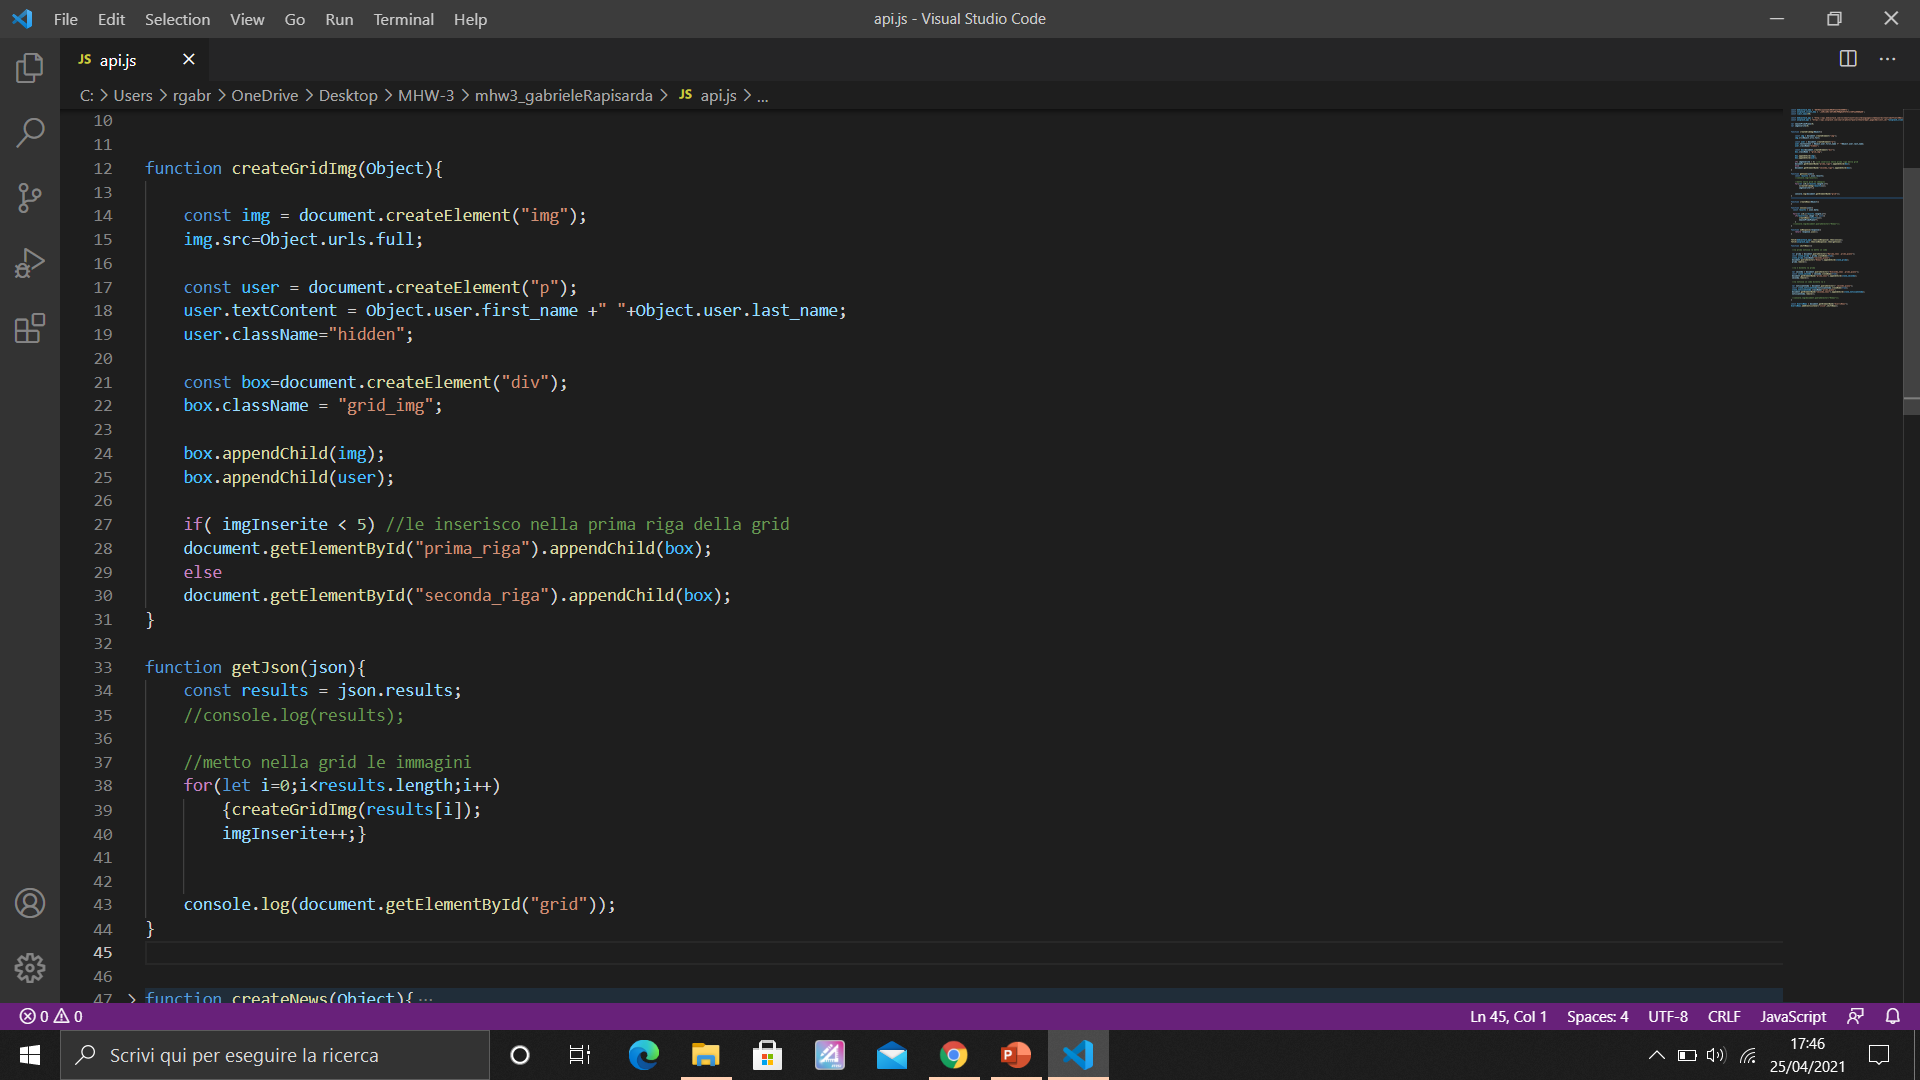 File Edit Selection View Go Run Terminal Help
api.js - Visual Studio Code
JS api.js
C: > Users > rgabr > OneDrive > Desktop > MHW-3 > mhw3_gabrieleRapisarda > JS api.js > ...
10
11
12 function createGridImg(Object){
13
14 const img = document.createElement("img");
15 img.src=Object.urls.full;
16
17 const user = document.createElement("p");
18 user.textContent = Object.user.first_name +" "+Object.user.last_name;
19 user.className="hidden";
20
21 const box=document.createElement("div");
22 box.className = "grid_img";
23
24 box.appendChild(img);
25 box.appendChild(user);
26
27 if( imgInserite < 5) //le inserisco nella prima riga della grid
28 document.getElementById("prima_riga").appendChild(box);
29 else
30 document.getElementById("seconda_riga").appendChild(box);
31 }
32
33 function getJson(json){
34 const results = json.results;
35 //console.log(results);
36
37 //metto nella grid le immagini
38 for(let i=0;i<results.length;i++)
39 {createGridImg(results[i]);
40 imgInserite++;}
41
42
43 console.log(document.getElementById("grid"));
44 }
45
46
47 > function createNews(Object){ ...
0 0
Ln 45, Col 1 Spaces: 4 UTF-8 CRLF JavaScript
Scrivi qui per eseguire la ricerca
17:46
25/04/2021